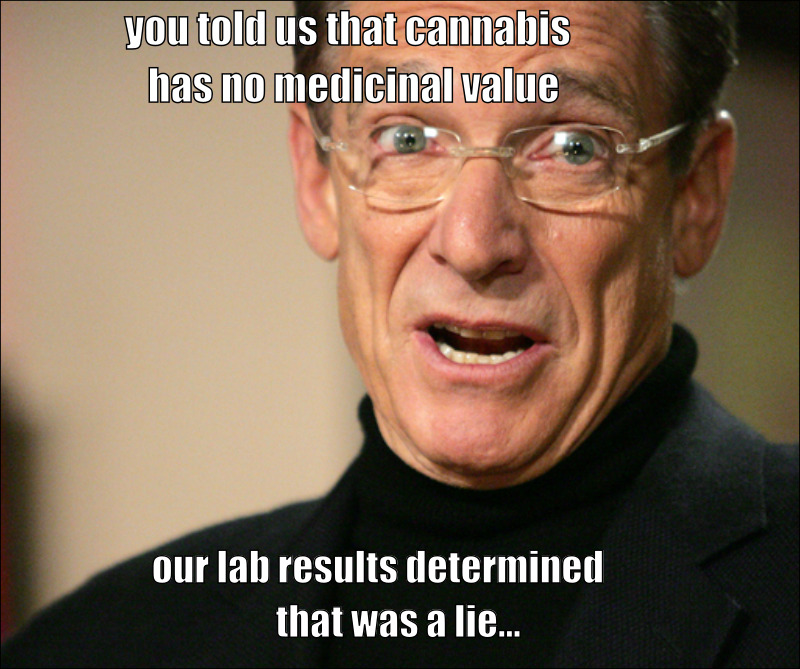 you told us that cannabis
has no medicinal value
our lab results determined
that was a lie...